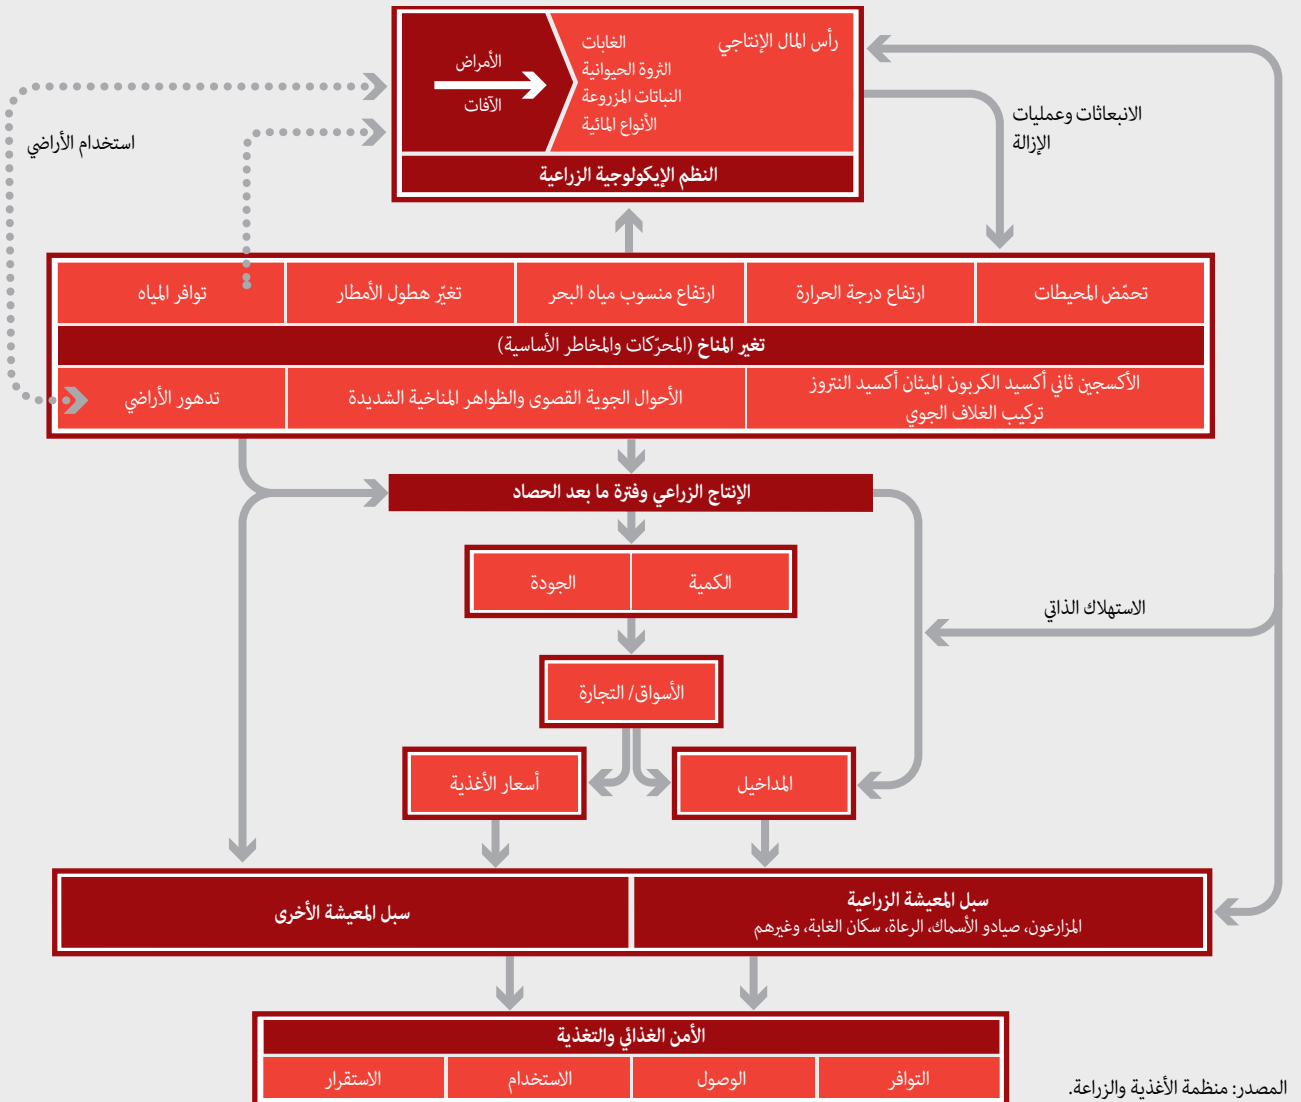 رأس المال الإنتاجي
الغابات
الثروة الحيوانية
النباتات المزروعة
الأنواع المائية
الأمراض
الآفات
النظم الإيكولوجية الزراعية
الانبعاثات وعمليات
الإزالة
استخدام الأراضي
تحمّض المحيطات
ارتفاع درجة الحرارة
ارتفاع منسوب مياه البحر
تغيّر هطول الأمطار
توافر المياه
تغير المناخ (المحرّكات والمخاطر الأساسية)
الأكسجين ثاني أكسيد الكربون الميثان أكسيد النتروز
تركيب الغلاف الجوي
الأحوال الجوية القصوى والظواهر المناخية الشديدة
تدهور الأراضي
الإنتاج الزراعي وفترة ما بعد الحصاد
الكمية
الجودة
الاستهلاك الذاتي
الأسواق/ التجارة
المداخيل
أسعار الأغذية
سبل المعيشة الزراعية
المزارعون، صيادو الأسماك، الرعاة، سكان الغابة، وغيرهم
سبل المعيشة الأخرى
الأمن الغذائي والتغذية
التوافر
الوصول
الاستخدام
الاستقرار
المصدر: منظمة الأغذية والزراعة.